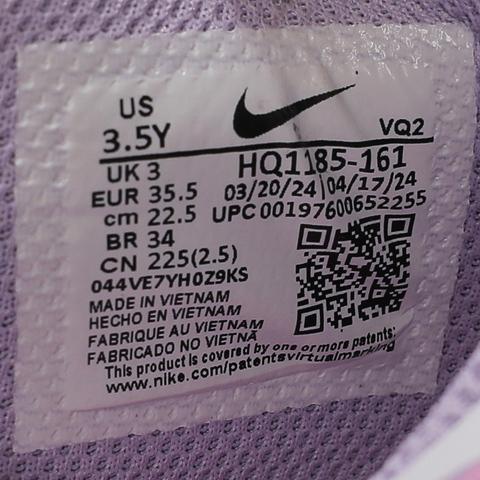 US
3.5Y
VQ2
UK 3
HQ1185-161
EUR 35.5
03/20/24 04/17/24
cm 22.5
UPC 00197600652255
BR 34
CN 225(2.5)
044VE7YH0Z9KS
MADE IN VIETNAM
HECHO EN VIETNAM
FABRIQUE AU VIETNAM
FABRICADO NO VIETNÃ
This product is covered by one or more patents:
www.nike.com/patentsvirtualmarking